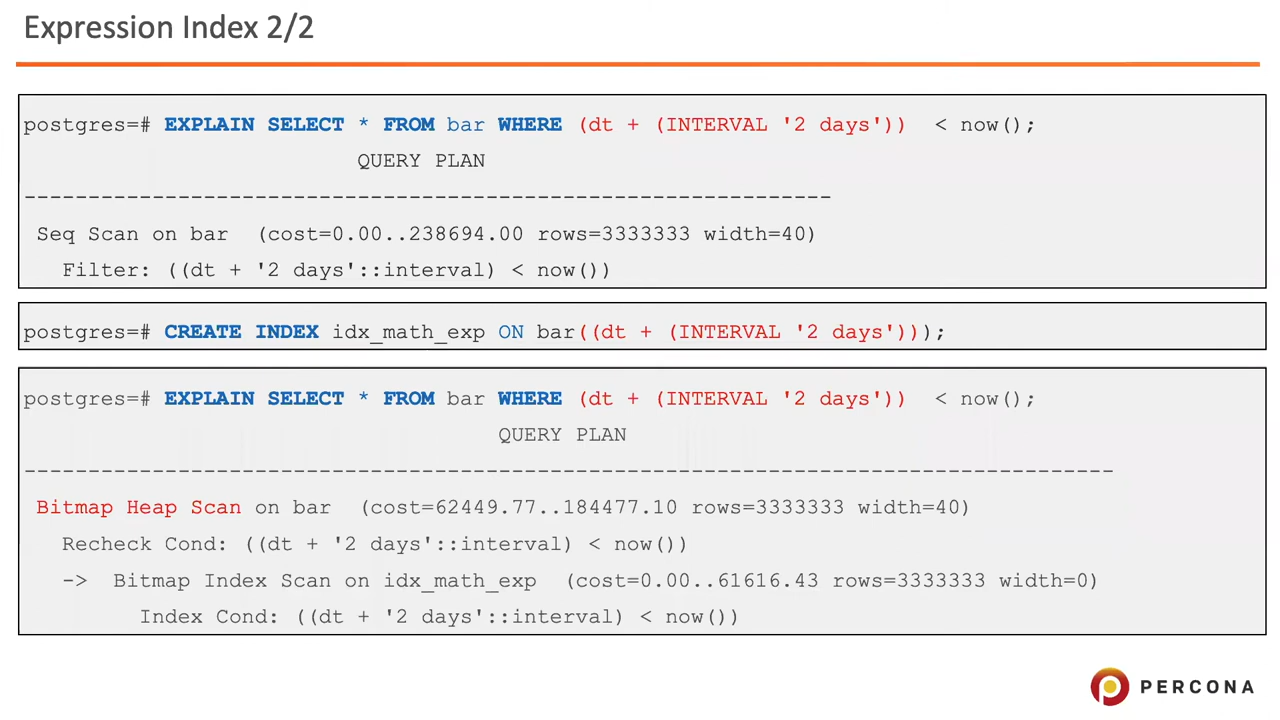 Expression Index 2/2
postgres=# EXPLAIN SELECT * FROM bar WHERE (dt + (INTERVAL '2 days')) < now();
QUERY PLAN
---------------------------------------------------------------
Seq Scan on bar (cost=0.00..238694.00 rows=3333333 width=40)
Filter: ((dt + '2 days'::interval) < now())
postgres=# CREATE INDEX idx_math_exp ON bar((dt + (INTERVAL '2 days')));
postgres=# EXPLAIN SELECT * FROM bar WHERE (dt + (INTERVAL '2 days')) < now();
QUERY PLAN
-------------------------------------------------------------------------------------
Bitmap Heap Scan on bar (cost=62449.77..184477.10 rows=3333333 width=40)
Recheck Cond: ((dt + '2 days'::interval) < now())
-> Bitmap Index Scan on idx_math_exp (cost=0.00..61616.43 rows=3333333 width=0)
Index Cond: ((dt + '2 days'::interval) < now())
PERCONA